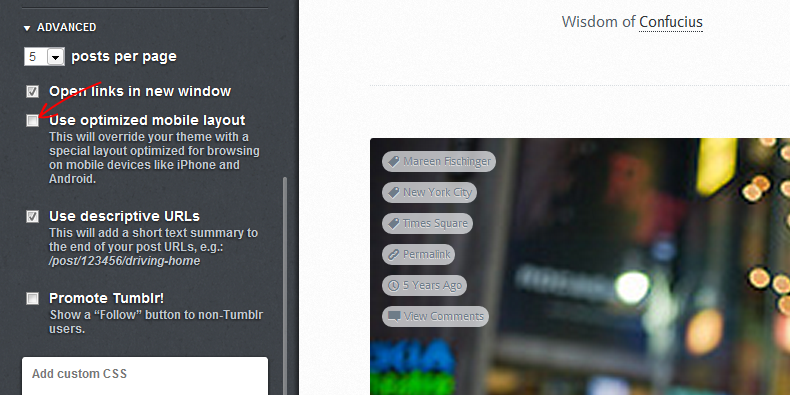 ADVANCED
5 posts per page
Open links in new window
Use optimized mobile layout
This will override your theme with a
special layout optimized for browsing
on mobile devices like iPhone and
Android.
Use descriptive URLs
This will add a short text summary to
the end of your post URLs, e.g.:
/post/123456/driving-home
Promote Tumblr!
Show a “Follow” button to non-Tumblr
users.
Add custom CSS
Wisdom of Confucius
Mareen Fischinger
New York City
Times Square
Permalink
5 Years Ago
View Comments